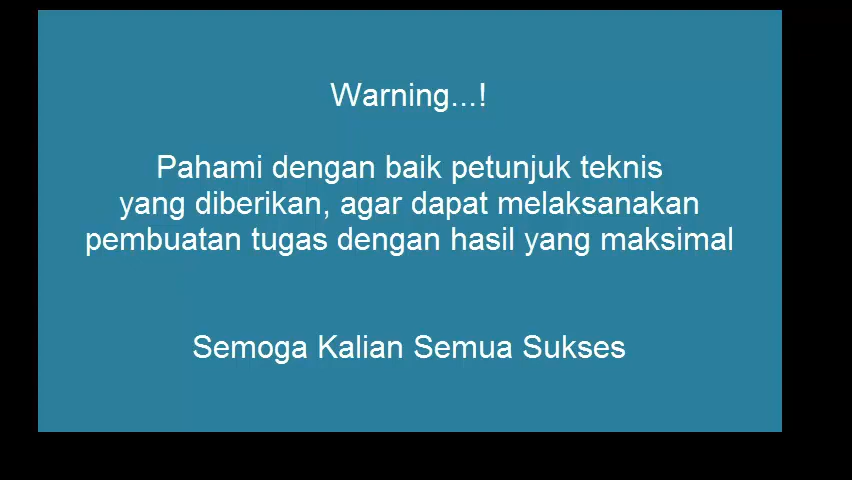 Warning...!
Pahami dengan baik petunjuk teknis
yang diberikan, agar dapat melaksanakan
pembuatan tugas dengan hasil yang maksimal
Semoga Kalian Semua Sukses